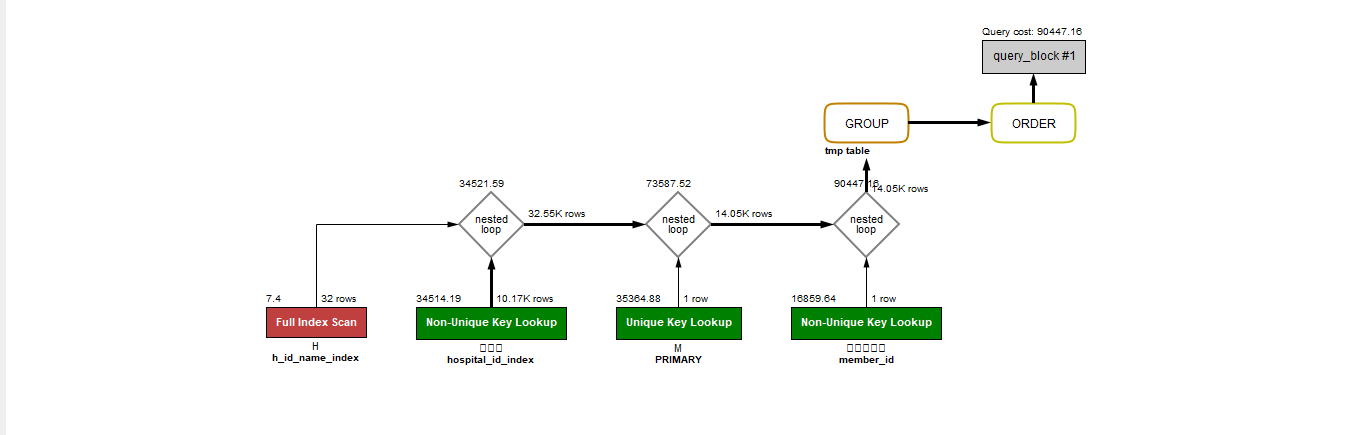 Query cost: 90447.16
query_block #1
GROUP
ORDER
tmp table
34521.59
73587.52
90447.16
14.05K rows
nested
loop
32.55K rows
nested
loop
14.05K rows
nested
loop
7.4
32 rows
34514.19
10.17K rows
35364.88
1 row
16859.64
1 row
Full Index Scan
Non-Unique Key Lookup
Unique Key Lookup
Non-Unique Key Lookup
H
M
h_id_name_index
hospital_id_index
PRIMARY
member_id